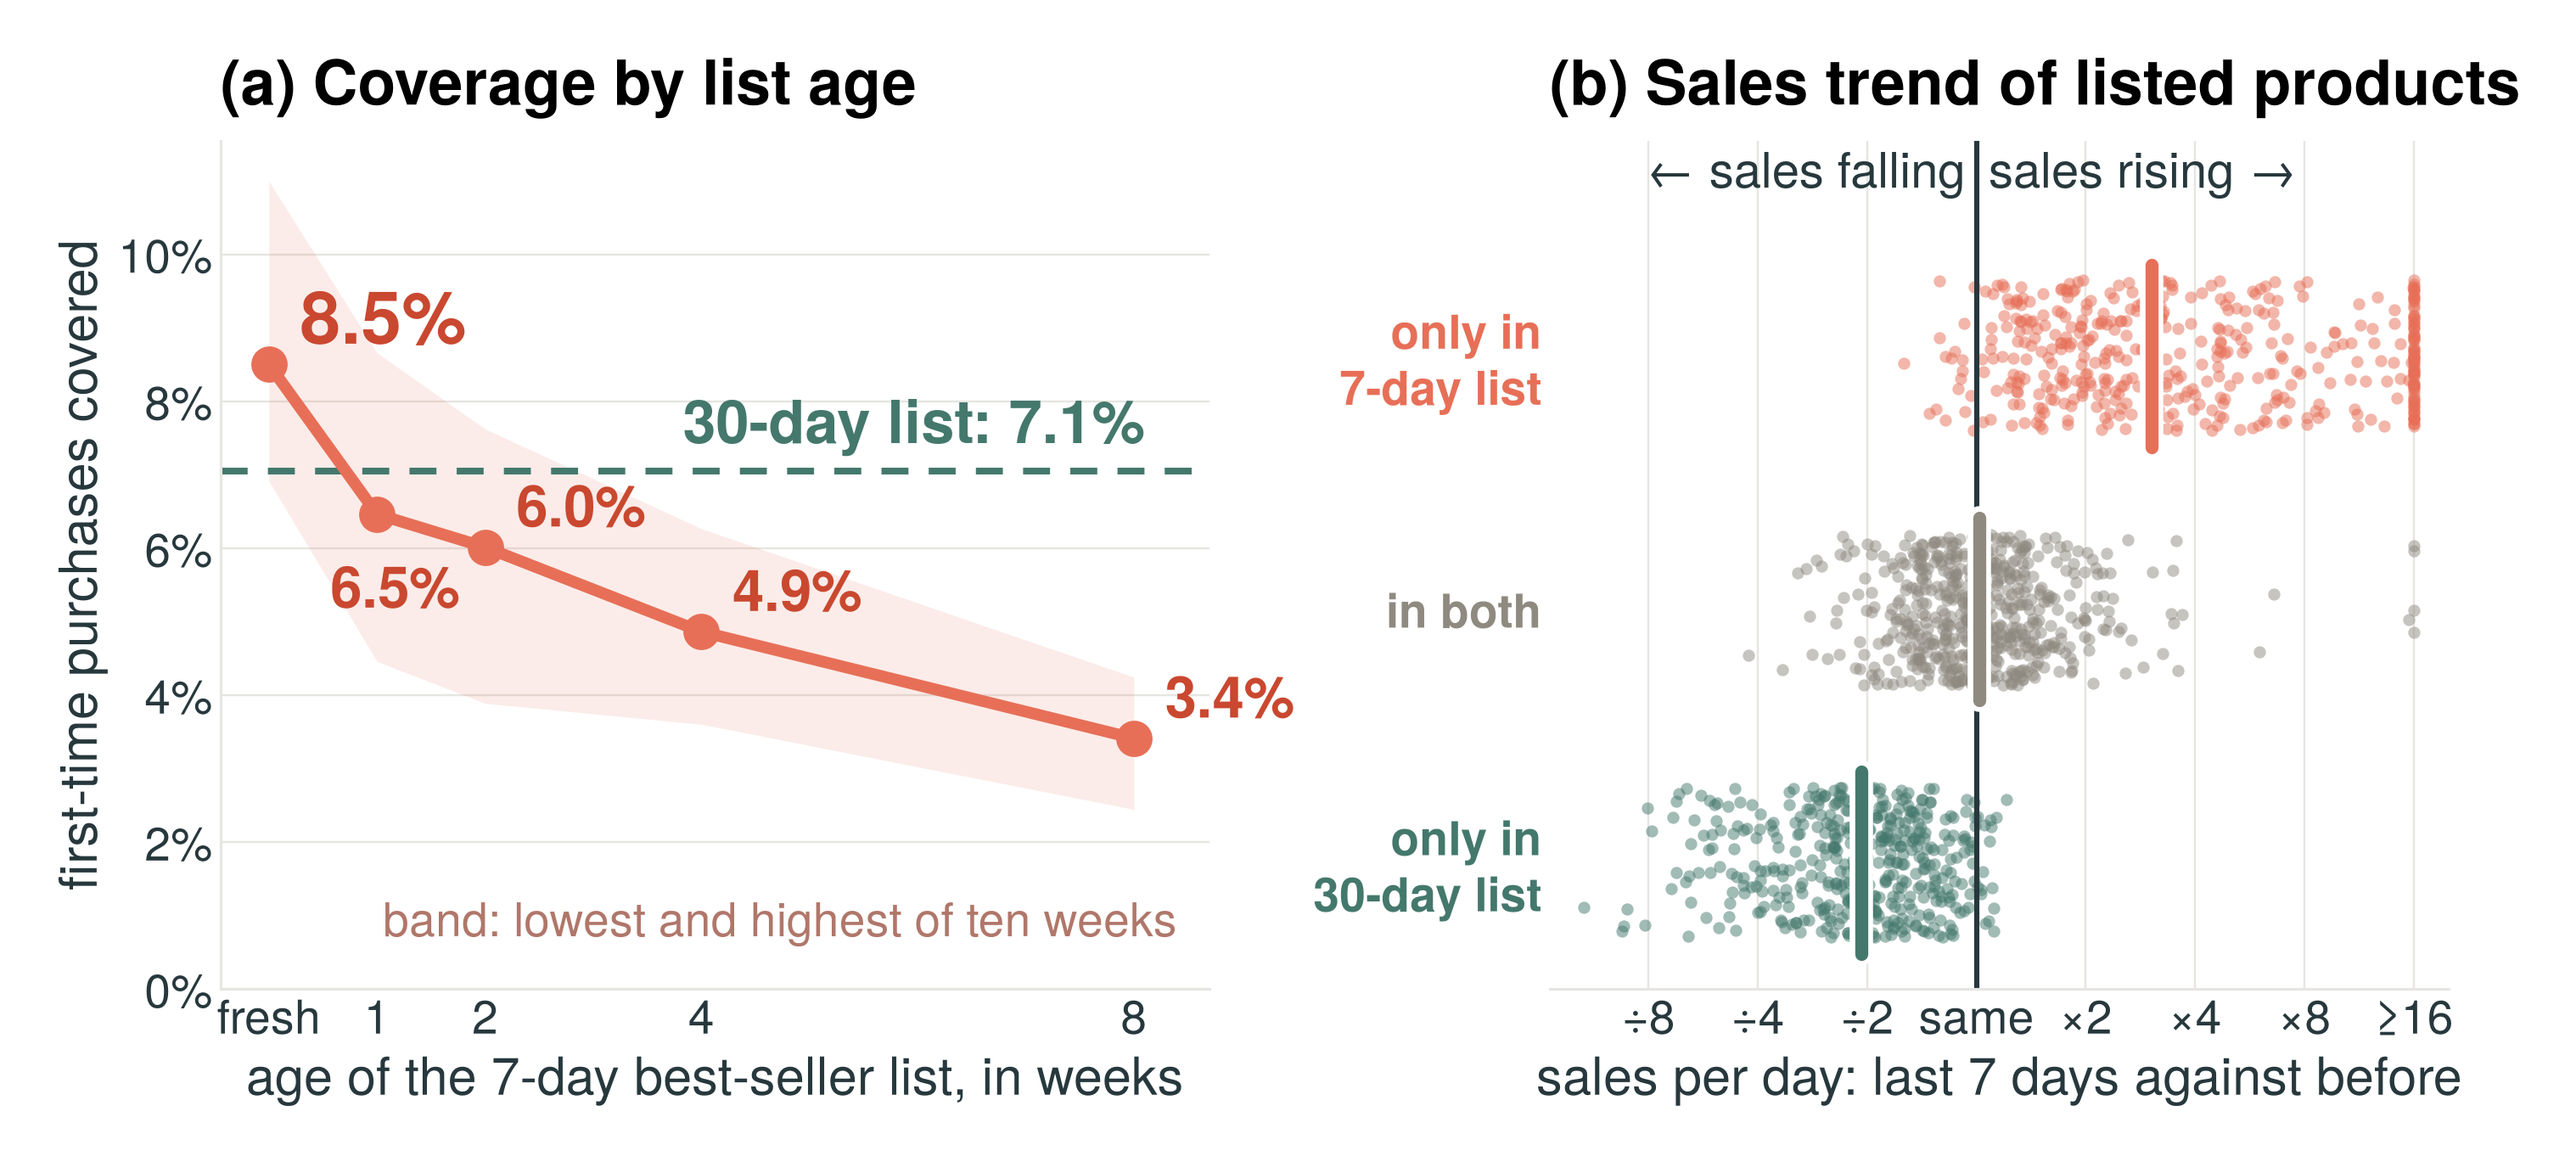 (a) Coverage by list age
first-time purchases covered
10%
8%
6%
4%
2%
0%
8.5%
30-day list: 7.1%
6.0%
6.5%
4.9%
3.4%
band: lowest and highest of ten weeks
fresh 1 2 4 8
age of the 7-day best-seller list, in weeks
(b) Sales trend of listed products
← sales falling sales rising →
only in
7-day list
in both
only in
30-day list
÷8 ÷4 ÷2 same ×2 ×4 ×8 ≥16
sales per day: last 7 days against before